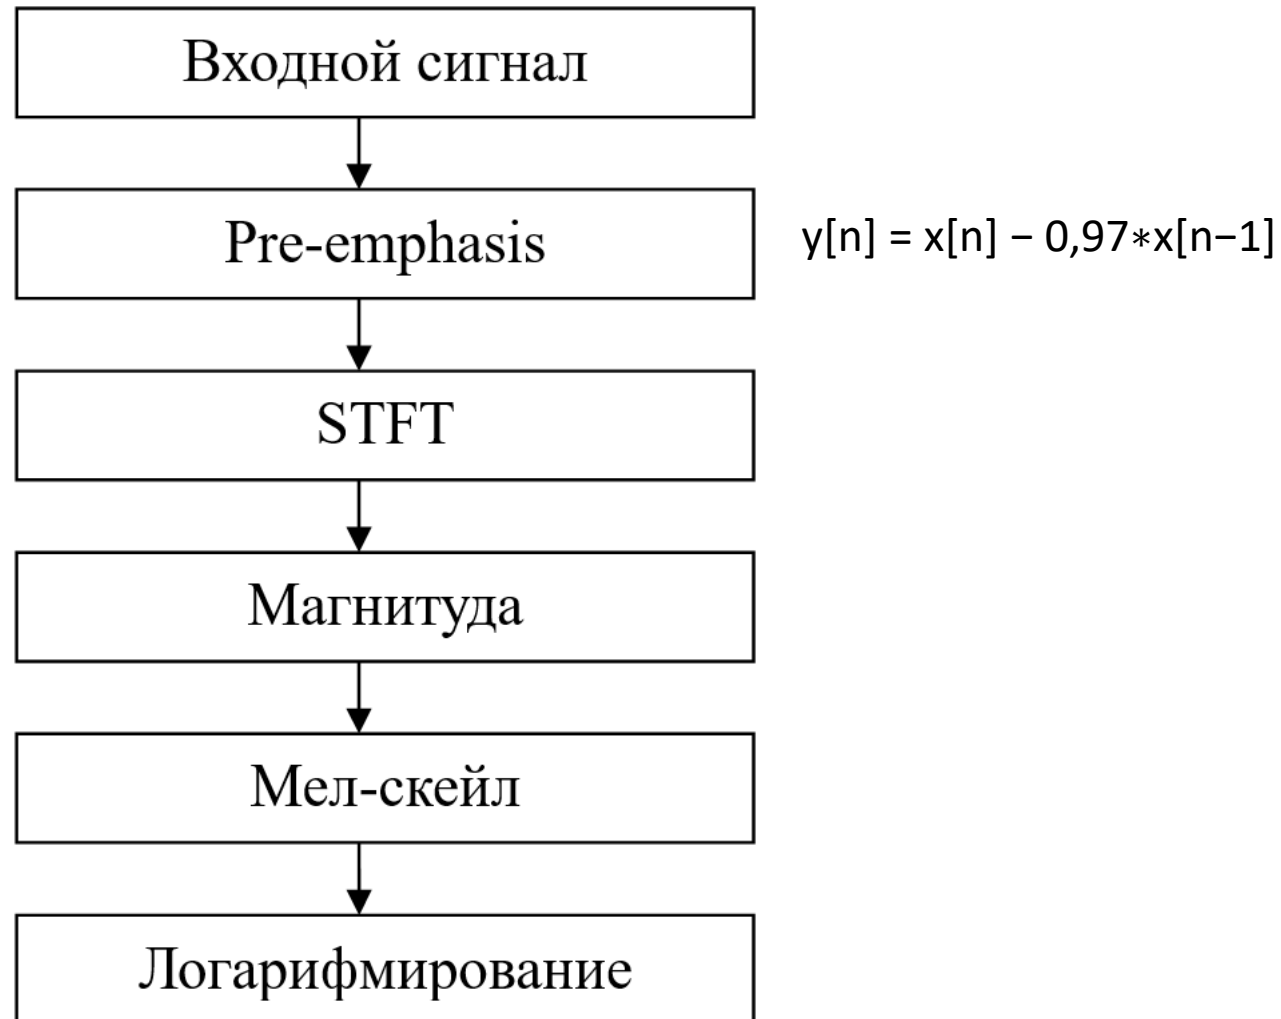 Входной сигнал
Pre-emphasis
y[n] = x[n] − 0,97∗x[n−1]
STFT
Магнитуда
Мел-скейл
Логарифмирование